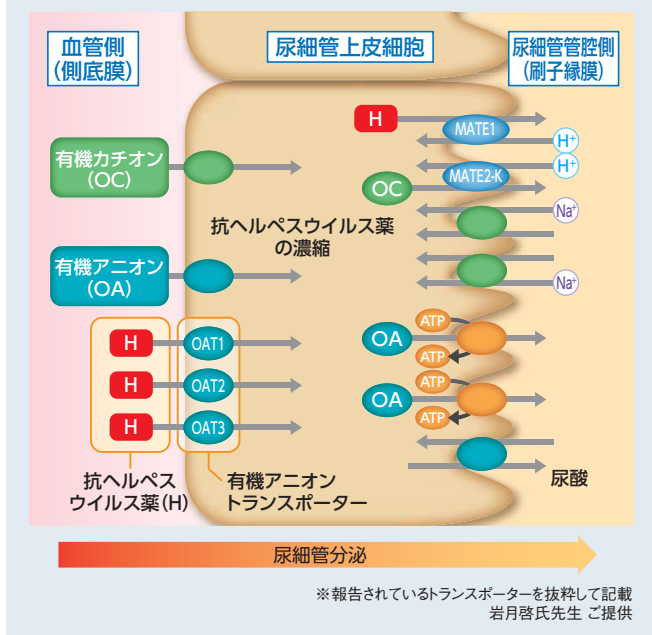 血管側
(側底膜)
尿細管上皮細胞
尿細管管腔側
(刷子縁膜)
H
MATE1
H+
H+
有機カチオン
(OC)
OC
MATE2-K
Na+
抗ヘルペスウイルス薬
の濃縮
有機アニオン
(OA)
Na+
ATP
H
OAT1
OA
ATP
H
OAT2
ATP
OA
H
OAT3
ATP
抗ヘルペス
ウイルス薬(H)
有機アニオン
トランスポーター
尿酸
尿細管分泌
※報告されているトランスポーターを抜粋して記載
岩月啓氏先生 ご提供